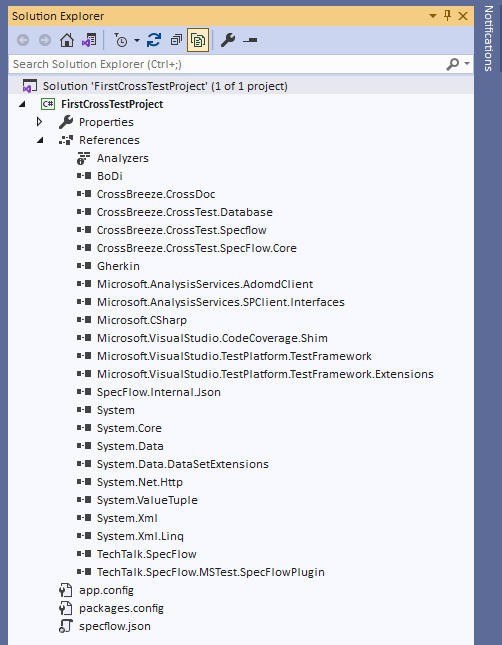 Solution Explorer
Notifications
Search Solution Explorer (Ctrl+;)
Solution 'FirstCrossTestProject' (1 of 1 project)
C# FirstCrossTestProject
Properties
References
Analyzers
BoDi
CrossBreeze.CrossDoc
CrossBreeze.CrossTest.Database
CrossBreeze.CrossTest.Specflow
CrossBreeze.CrossTest.SpecFlow.Core
Gherkin
Microsoft.AnalysisServices.AdomdClient
Microsoft.AnalysisServices.SPClient.Interfaces
Microsoft.CSharp
Microsoft.VisualStudio.CodeCoverage.Shim
Microsoft.VisualStudio.TestPlatform.TestFramework
Microsoft.VisualStudio.TestPlatform.TestFramework.Extensions
SpecFlow.Internal.Json
System
System.Core
System.Data
System.Data.DataSetExtensions
System.Net.Http
System.ValueTuple
System.Xml
System.Xml.Linq
TechTalk.SpecFlow
TechTalk.SpecFlow.MSTest.SpecFlowPlugin
app.config
packages.config
specflow.json